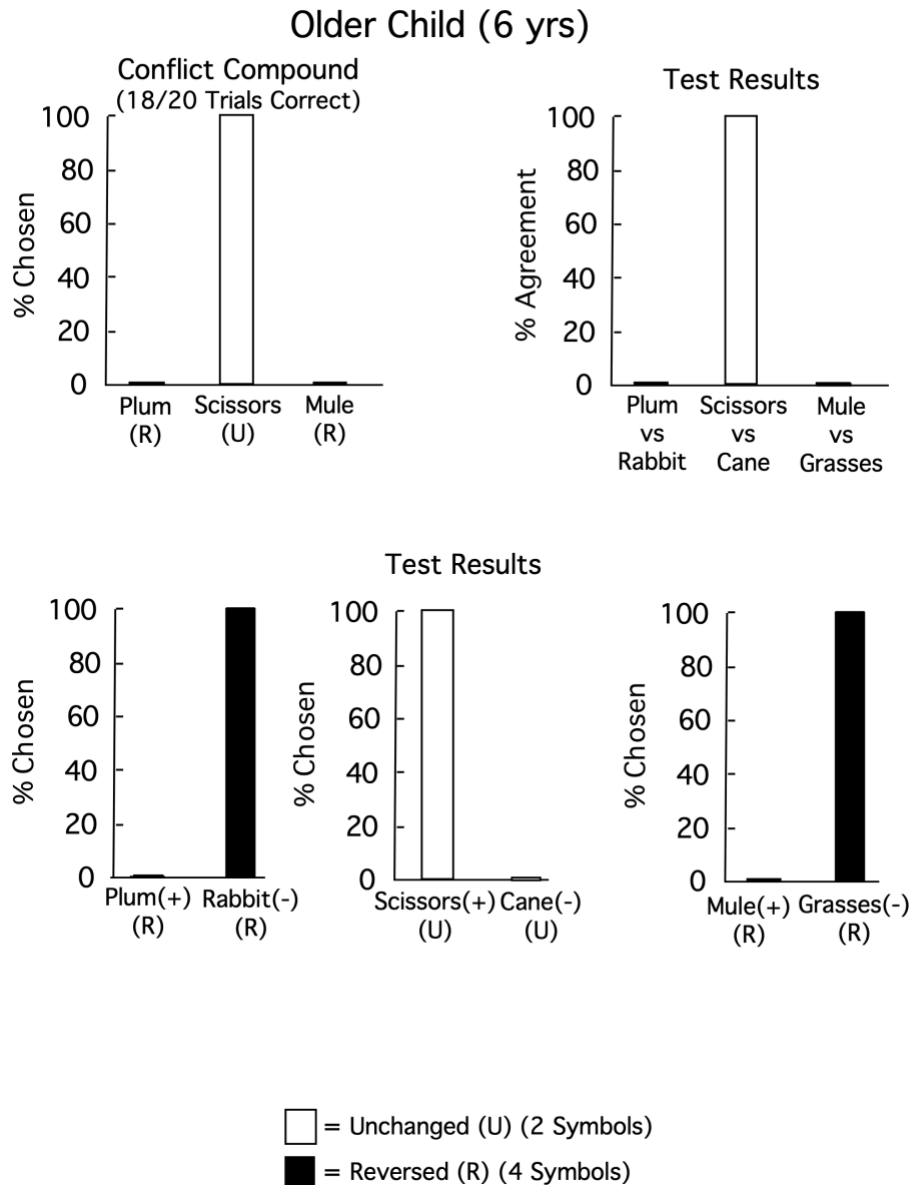 Older Child (6 yrs)
Conflict Compound
(18/20 Trials Correct)
% Chosen
100
80
60
40
20
0
Plum Scissors Mule
(R) (U) (R)
Test Results
% Agreement
100
80
60
40
20
0
Plum Scissors Mule
vs vs vs
Rabbit Cane Grasses
Test Results
% Chosen
100
80
60
40
20
0
Plum(+) Rabbit(-)
(R) (R)
% Chosen
100
80
60
40
20
0
Scissors(+) Cane(-)
(U) (U)
% Chosen
100
80
60
40
20
0
Mule(+) Grasses(-)
(R) (R)
= Unchanged (U) (2 Symbols)
= Reversed (R) (4 Symbols)